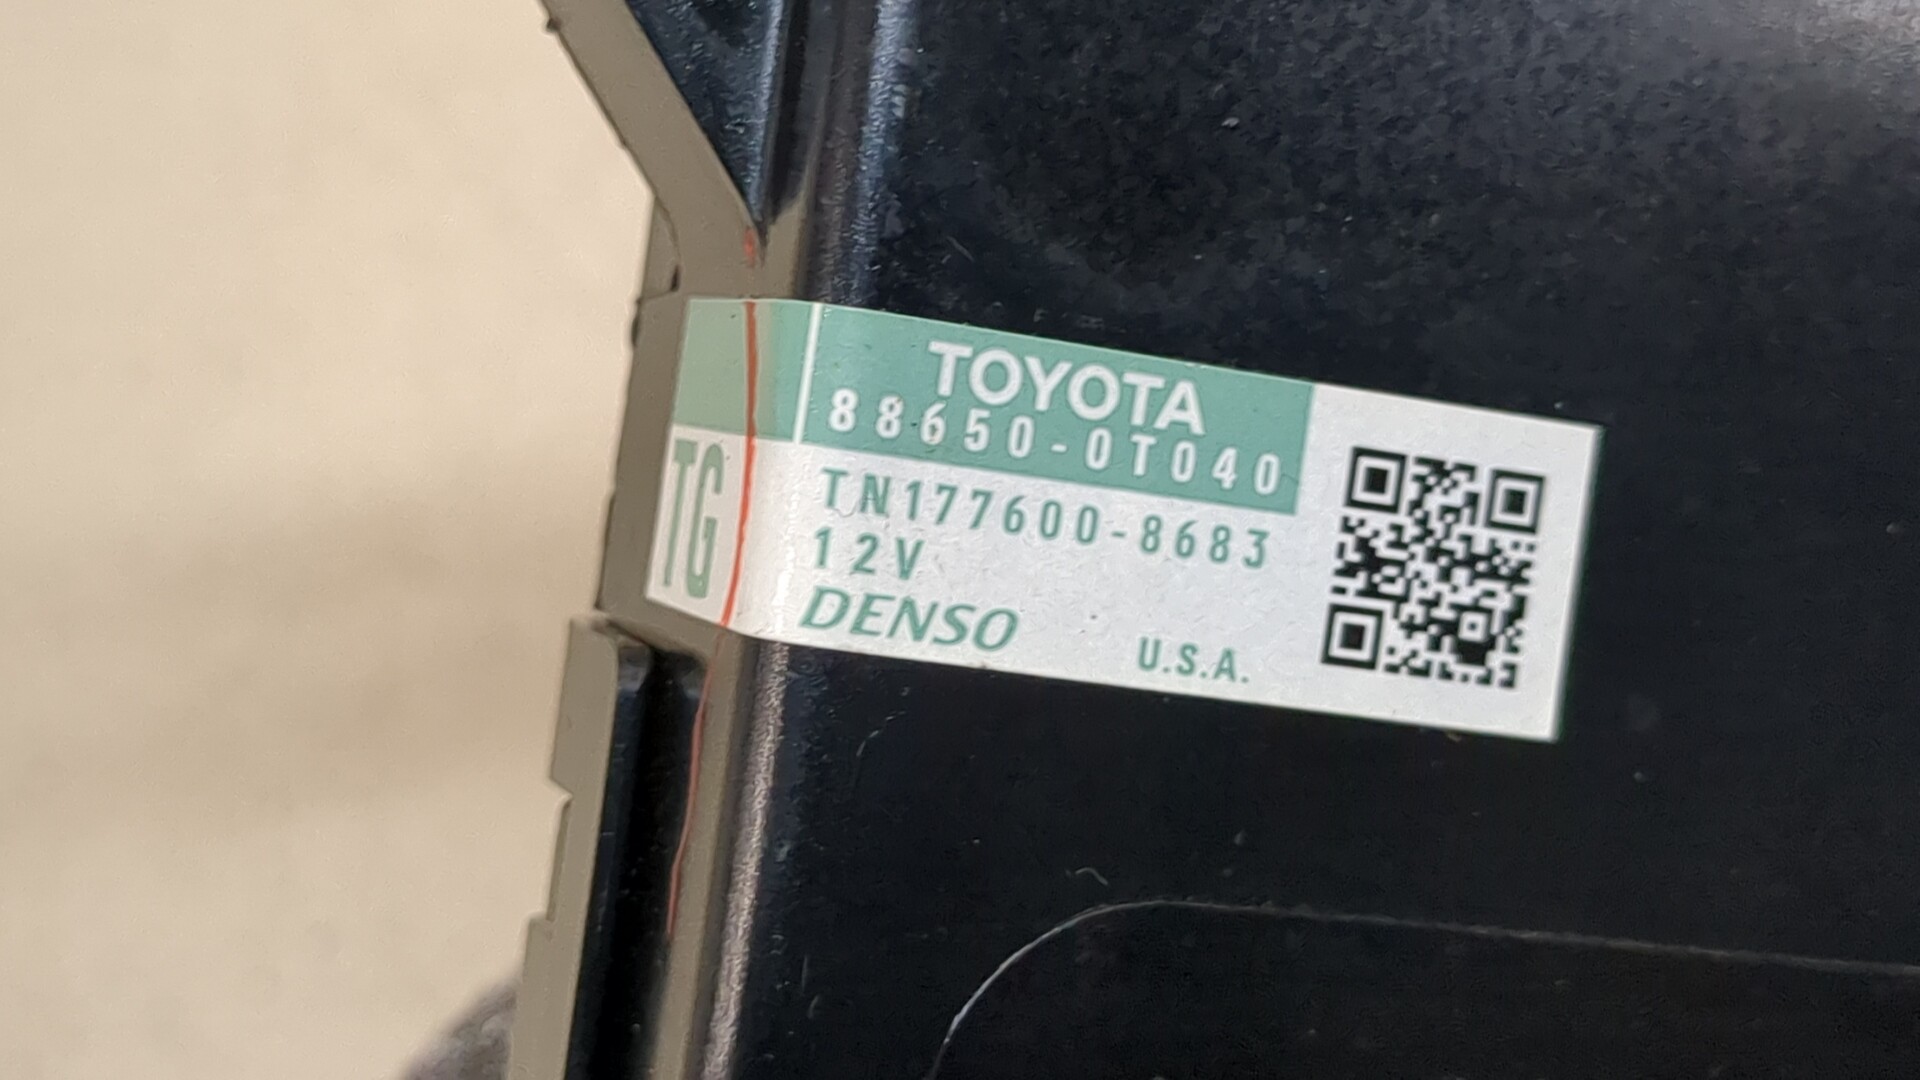 TOYOTA
88650-0T040
TG
TN177600-8683
12V
DENSO
U.S.A.